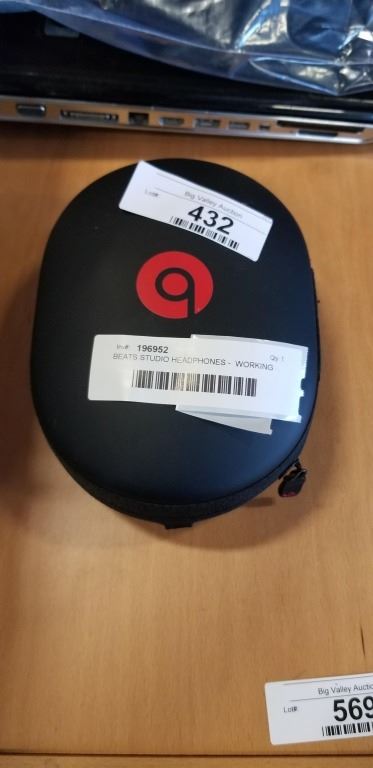 Big Valley Auction
Lot#: 432
Inv#: 196952 Qty 1
BEATS STUDIO HEADPHONES - WORKING
Big Valley Auctio
Lot#: 569